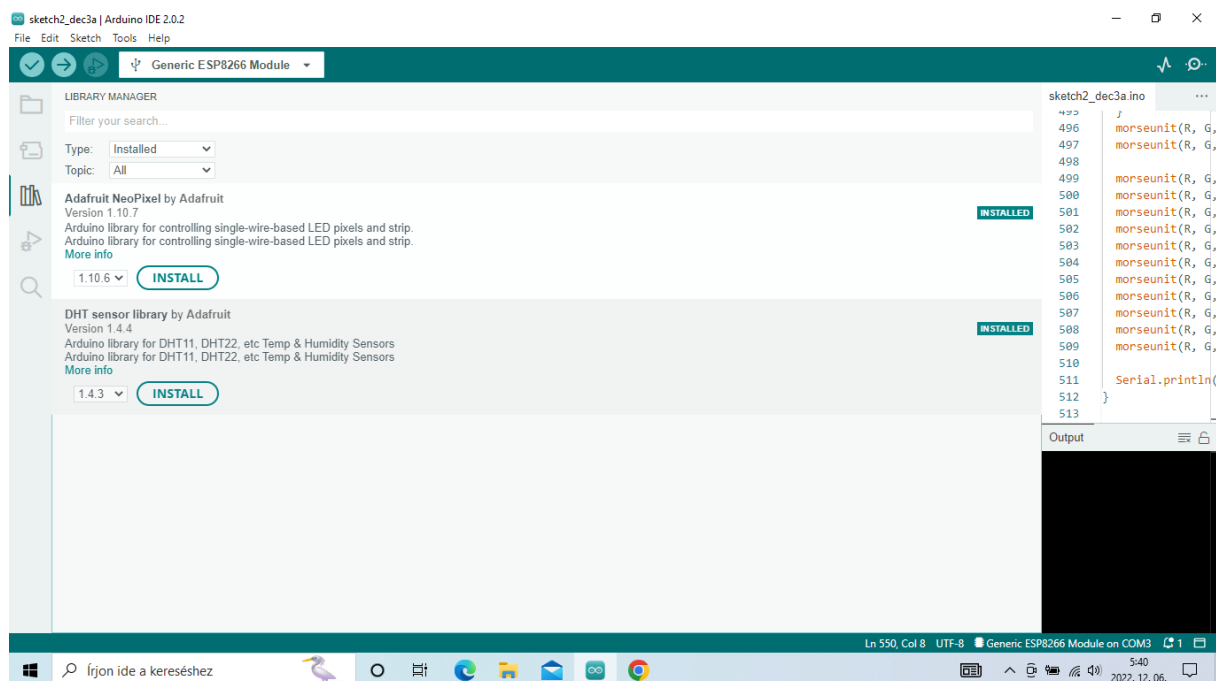 sketch2_dec3a | Arduino IDE 2.0.2
File Edit Sketch Tools Help
Generic ESP8266 Module
LIBRARY MANAGER
Filter your search...
Type: Installed
Topic: All
Adafruit NeoPixel by Adafruit
Version 1.10.7
INSTALLED
Arduino library for controlling single-wire-based LED pixels and strip.
Arduino library for controlling single-wire-based LED pixels and strip.
More info
1.10.6 INSTALL
DHT sensor library by Adafruit
Version 1.4.4
INSTALLED
Arduino library for DHT11, DHT22, etc Temp & Humidity Sensors
Arduino library for DHT11, DHT22, etc Temp & Humidity Sensors
More info
1.4.3 INSTALL
sketch2_dec3a.ino ...
495 }
496 morseunit(R, G,
497 morseunit(R, G,
498
499 morseunit(R, G,
500 morseunit(R, G,
501 morseunit(R, G,
502 morseunit(R, G,
503 morseunit(R, G,
504 morseunit(R, G,
505 morseunit(R, G,
506 morseunit(R, G,
507 morseunit(R, G,
508 morseunit(R, G,
509 morseunit(R, G,
510
511 Serial.println(
512 }
513
Output
Ln 550, Col 8 UTF-8 Generic ESP8266 Module on COM3 1
Írjon ide a kereséshez
5:40
2022. 12. 06.